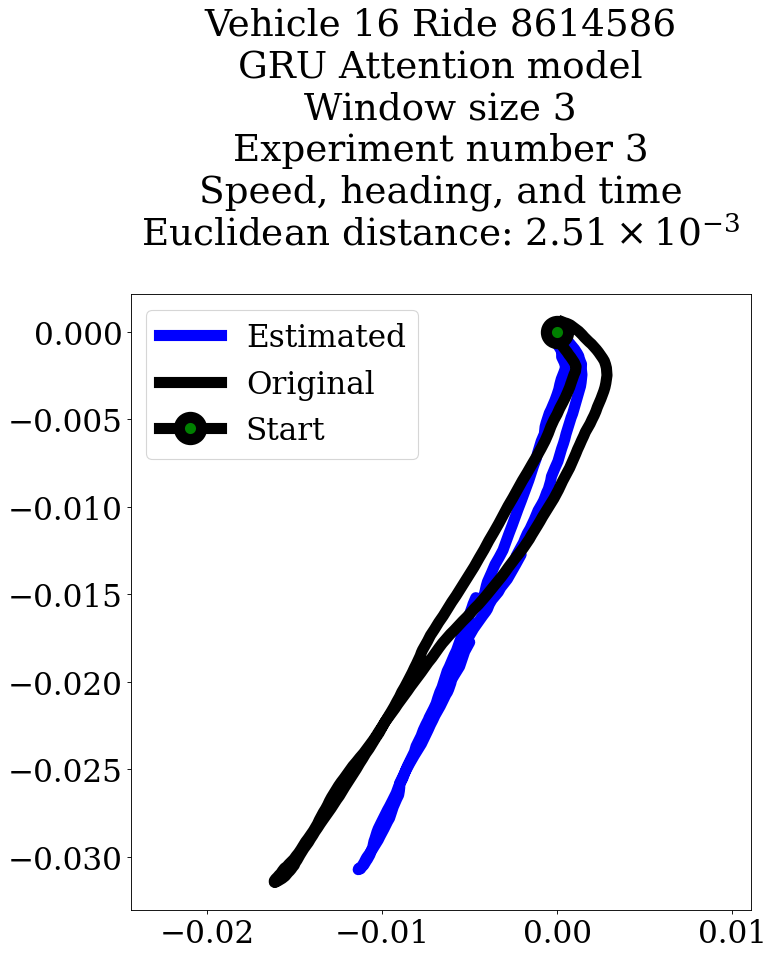 Vehicle 16 Ride 8614586
GRU Attention model
Window size 3
Experiment number 3
Speed, heading, and time
Euclidean distance: 2.51 × 10⁻³
Estimated
Original
Start
0.000
−0.005
−0.010
−0.015
−0.020
−0.025
−0.030
−0.02
−0.01
0.00
0.01